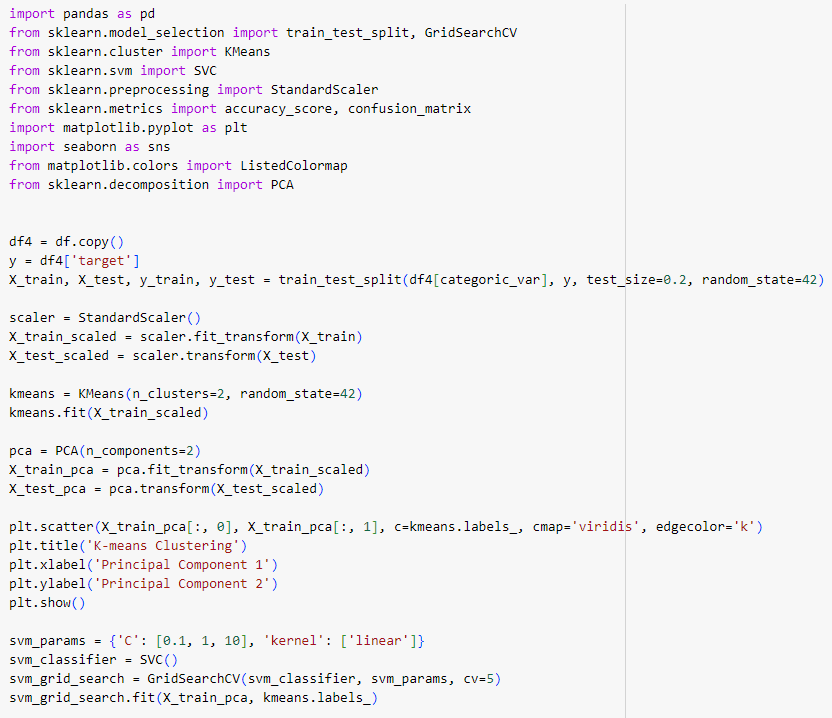 import pandas as pd
from sklearn.model_selection import train_test_split, GridSearchCV
from sklearn.cluster import KMeans
from sklearn.svm import SVC
from sklearn.preprocessing import StandardScaler
from sklearn.metrics import accuracy_score, confusion_matrix
import matplotlib.pyplot as plt
import seaborn as sns
from matplotlib.colors import ListedColormap
from sklearn.decomposition import PCA
df4 = df.copy()
y = df4['target']
X_train, X_test, y_train, y_test = train_test_split(df4[categoric_var], y, test_size=0.2, random_state=42)
scaler = StandardScaler()
X_train_scaled = scaler.fit_transform(X_train)
X_test_scaled = scaler.transform(X_test)
kmeans = KMeans(n_clusters=2, random_state=42)
kmeans.fit(X_train_scaled)
pca = PCA(n_components=2)
X_train_pca = pca.fit_transform(X_train_scaled)
X_test_pca = pca.transform(X_test_scaled)
plt.scatter(X_train_pca[:, 0], X_train_pca[:, 1], c=kmeans.labels_, cmap='viridis', edgecolor='k')
plt.title('K-means Clustering')
plt.xlabel('Principal Component 1')
plt.ylabel('Principal Component 2')
plt.show()
svm_params = {'C': [0.1, 1, 10], 'kernel': ['linear']}
svm_classifier = SVC()
svm_grid_search = GridSearchCV(svm_classifier, svm_params, cv=5)
svm_grid_search.fit(X_train_pca, kmeans.labels_)